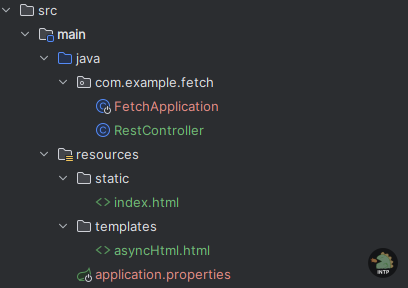 src
main
java
com.example.fetch
FetchApplication
RestController
resources
static
index.html
templates
asyncHtml.html
application.properties
INTP